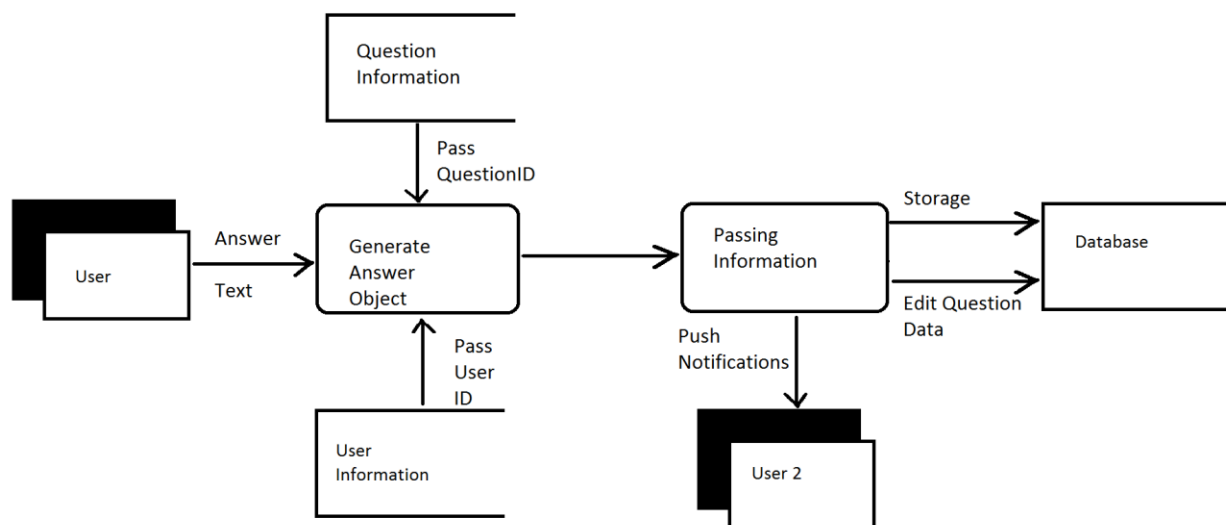 Question
Information
Pass
QuestionID
User
Answer
Text
Generate
Answer
Object
Pass
User
ID
User
Information
Passing
Information
Storage
Edit Question
Data
Database
Push
Notifications
User 2